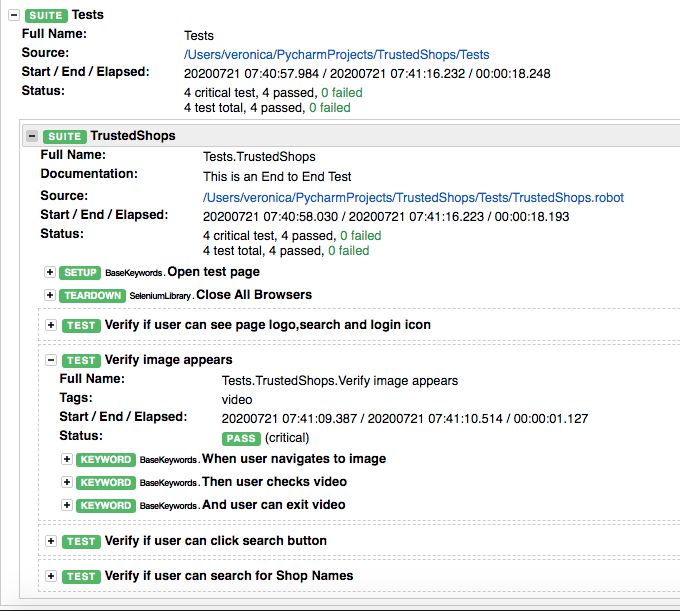 SUITE Tests
Full Name: Tests
Source: /Users/veronica/PycharmProjects/TrustedShops/Tests
Start / End / Elapsed: 20200721 07:40:57.984 / 20200721 07:41:16.232 / 00:00:18.248
Status: 4 critical test, 4 passed, 0 failed
4 test total, 4 passed, 0 failed
SUITE TrustedShops
Full Name: Tests.TrustedShops
Documentation: This is an End to End Test
Source: /Users/veronica/PycharmProjects/TrustedShops/Tests/TrustedShops.robot
Start / End / Elapsed: 20200721 07:40:58.030 / 20200721 07:41:16.223 / 00:00:18.193
Status: 4 critical test, 4 passed, 0 failed
4 test total, 4 passed, 0 failed
SETUP BaseKeywords. Open test page
TEARDOWN SeleniumLibrary. Close All Browsers
TEST Verify if user can see page logo,search and login icon
TEST Verify image appears
Full Name: Tests.TrustedShops.Verify image appears
Tags: video
Start / End / Elapsed: 20200721 07:41:09.387 / 20200721 07:41:10.514 / 00:00:01.127
Status: PASS (critical)
KEYWORD BaseKeywords. When user navigates to image
KEYWORD BaseKeywords. Then user checks video
KEYWORD BaseKeywords. And user can exit video
TEST Verify if user can click search button
TEST Verify if user can search for Shop Names